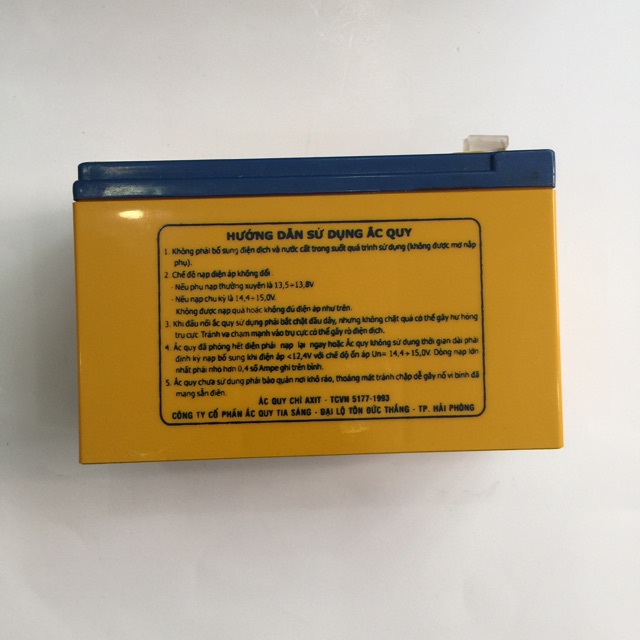 HƯỚNG DẪN SỬ DỤNG ẮC QUY
1. Không phải bổ sung điện dịch và nước cất trong suốt quá trình sử dụng (không được mở nắp
phụ).
2. Chế độ nạp điện áp không đổi
- Nếu phụ nạp thường xuyên là 13,5÷13,8V
- Nếu nạp chu kỳ là 14,4÷15,0V.
Không được nạp quá hoặc không đủ điện áp như trên.
3. Khi đấu nối ắc quy sử dụng phải bắt chặt đầu dây, nhưng không chặt quá có thể gây hư hỏng
trụ cực. Tránh va chạm mạnh vào trụ cực có thể gây rò điện dịch.
4. Ắc quy đã phóng hết điện phải nạp lại ngay hoặc Ắc quy không sử dụng thời gian dài phải
định kỳ nạp bổ sung khi điện áp <12,4V với chế độ ổn áp Un= 14,4÷15,0V. Dòng nạp lớn
nhất phải nhỏ hơn 0,4 số Ampe ghi trên bình.
5. Ắc quy chưa sử dụng phải bảo quản nơi khô ráo, thoáng mát tránh chập dễ gây nổ vì bình đã
mang sẵn điện.
ẮC QUY CHÌ AXIT - TCVN 5177-1993
CÔNG TY CỔ PHẦN ẮC QUY TIA SÁNG - ĐẠI LỘ TÔN ĐỨC THẮNG - TP. HẢI PHÒNG